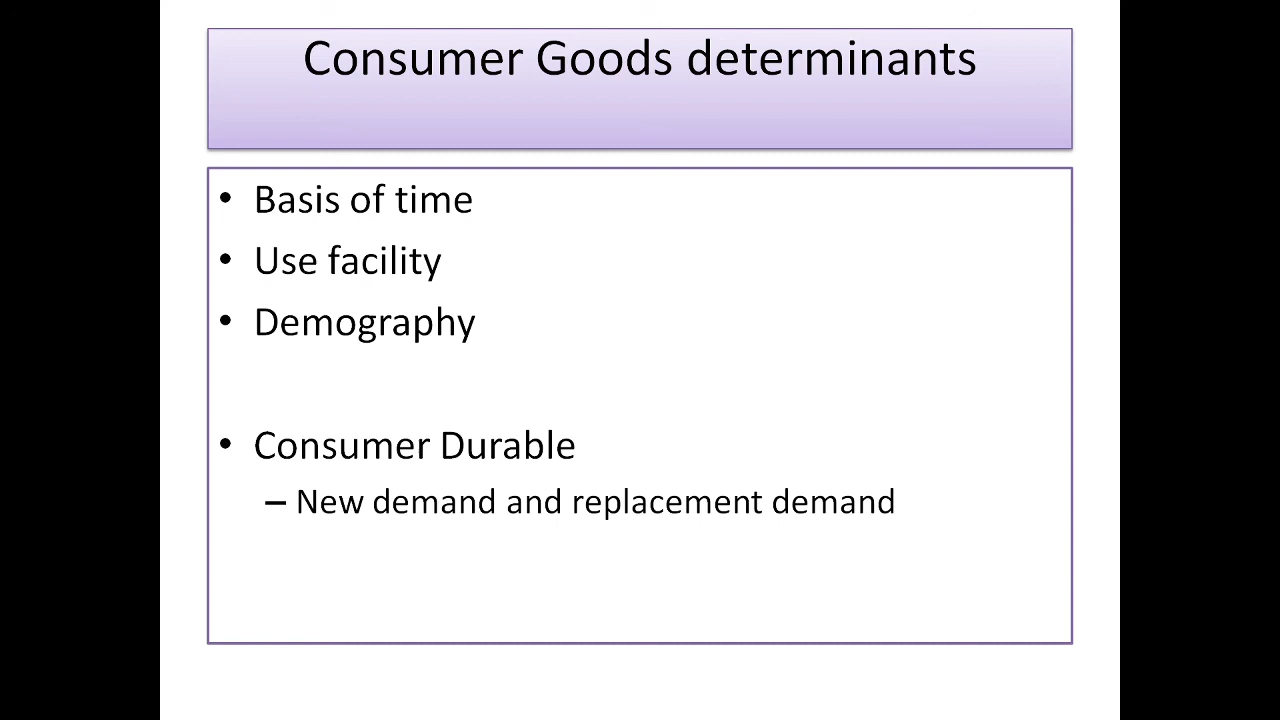 Consumer Goods determinants
• Basis of time
• Use facility
• Demography
• Consumer Durable
– New demand and replacement demand